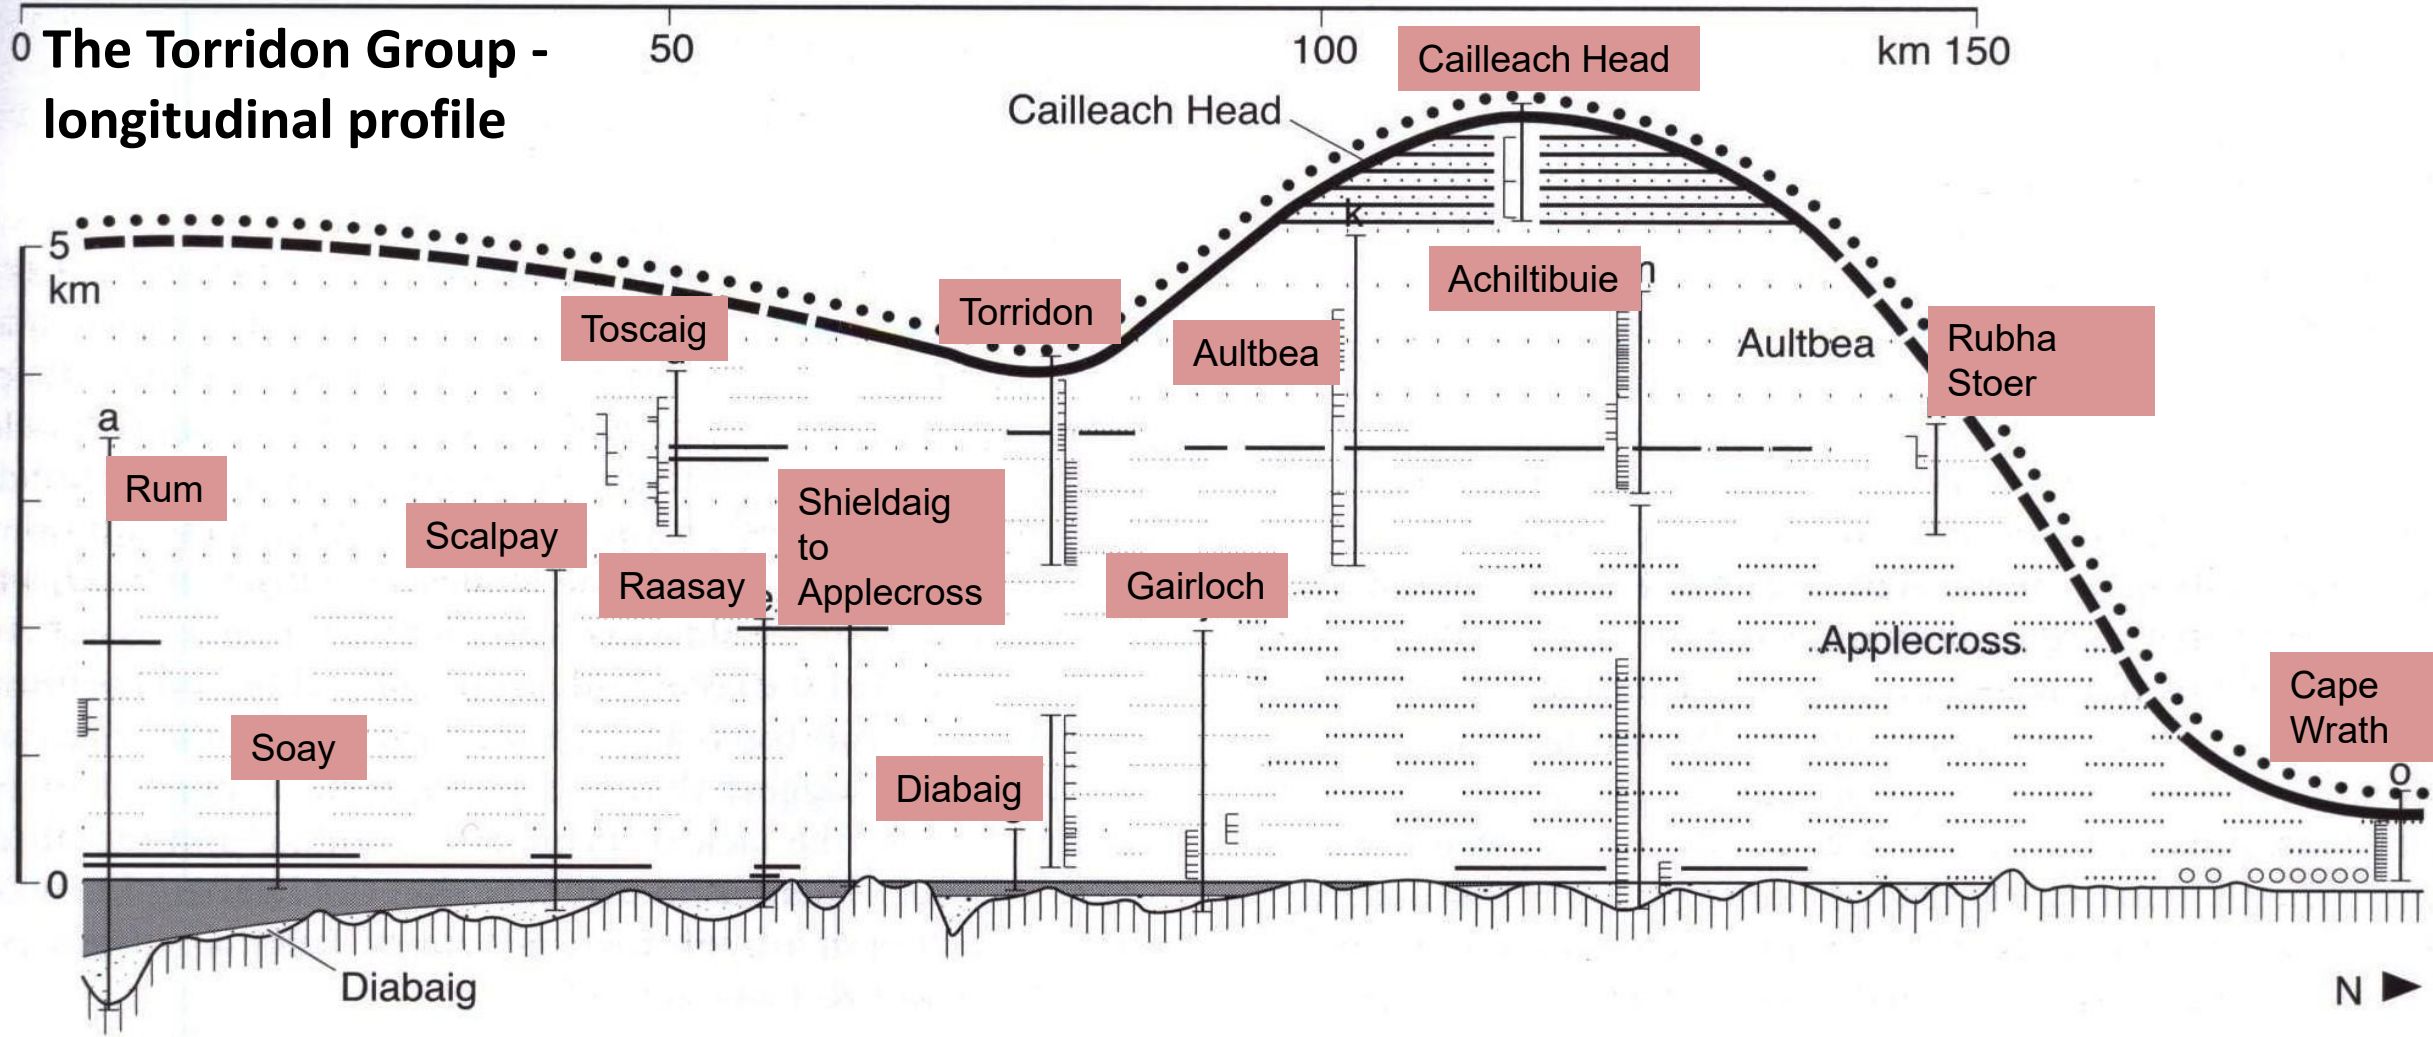 0
50
100
km 150
The Torridon Group -
longitudinal profile
Cailleach Head
Cailleach Head
5
km
k
Achiltibuie
n
Torridon
Toscaig
Aultbea
Aultbea
Rubha
Stoer
a
Rum
Scalpay
Raasay
e
Shieldaig
to
Applecross
Gairloch
Applecross
Soay
Diabaig
Cape
Wrath
o
0
Diabaig
N